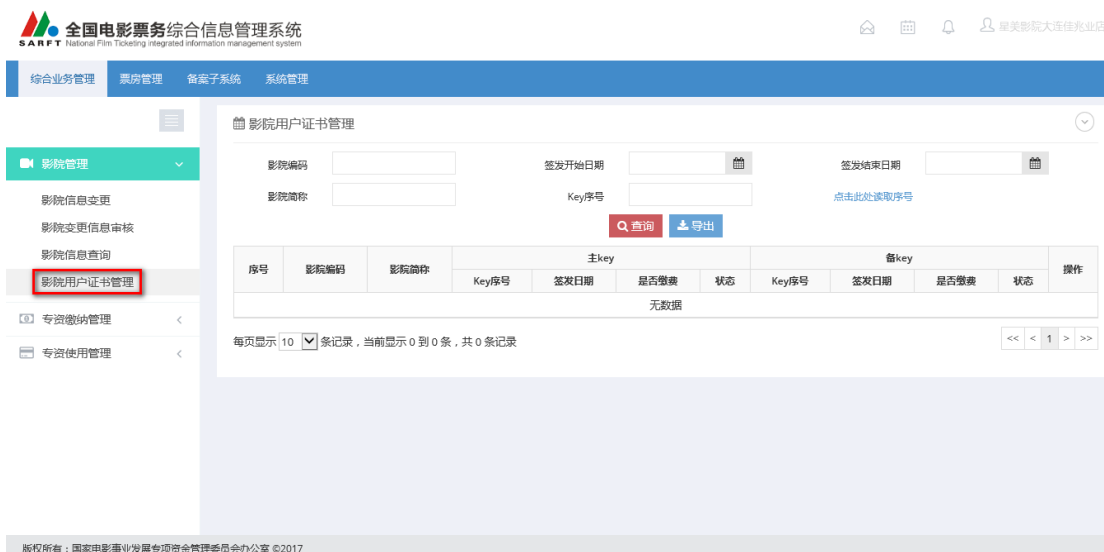 全国电影票务综合信息管理系统
SARFT National Film Ticketing integrated information management system
星美影院大连佳兆业店
综合业务管理 票房管理 备案子系统 系统管理
影院用户证书管理
影院管理
影院编码 签发开始日期 签发结束日期
影院信息变更
影院简称 Key序号 点击此处读取序号
影院变更信息审核
查询 导出
影院信息查询
影院用户证书管理
序号 影院编码 影院简称 主key 备key 操作
Key序号 签发日期 是否缴费 状态 Key序号 签发日期 是否缴费 状态
无数据
专资缴纳管理 <
专资使用管理 <
每页显示 10 条记录，当前显示 0 到 0 条，共 0 条记录
<< < 1 > >>
版权所有：国家电影事业发展专项资金管理委员会办公室 ©2017